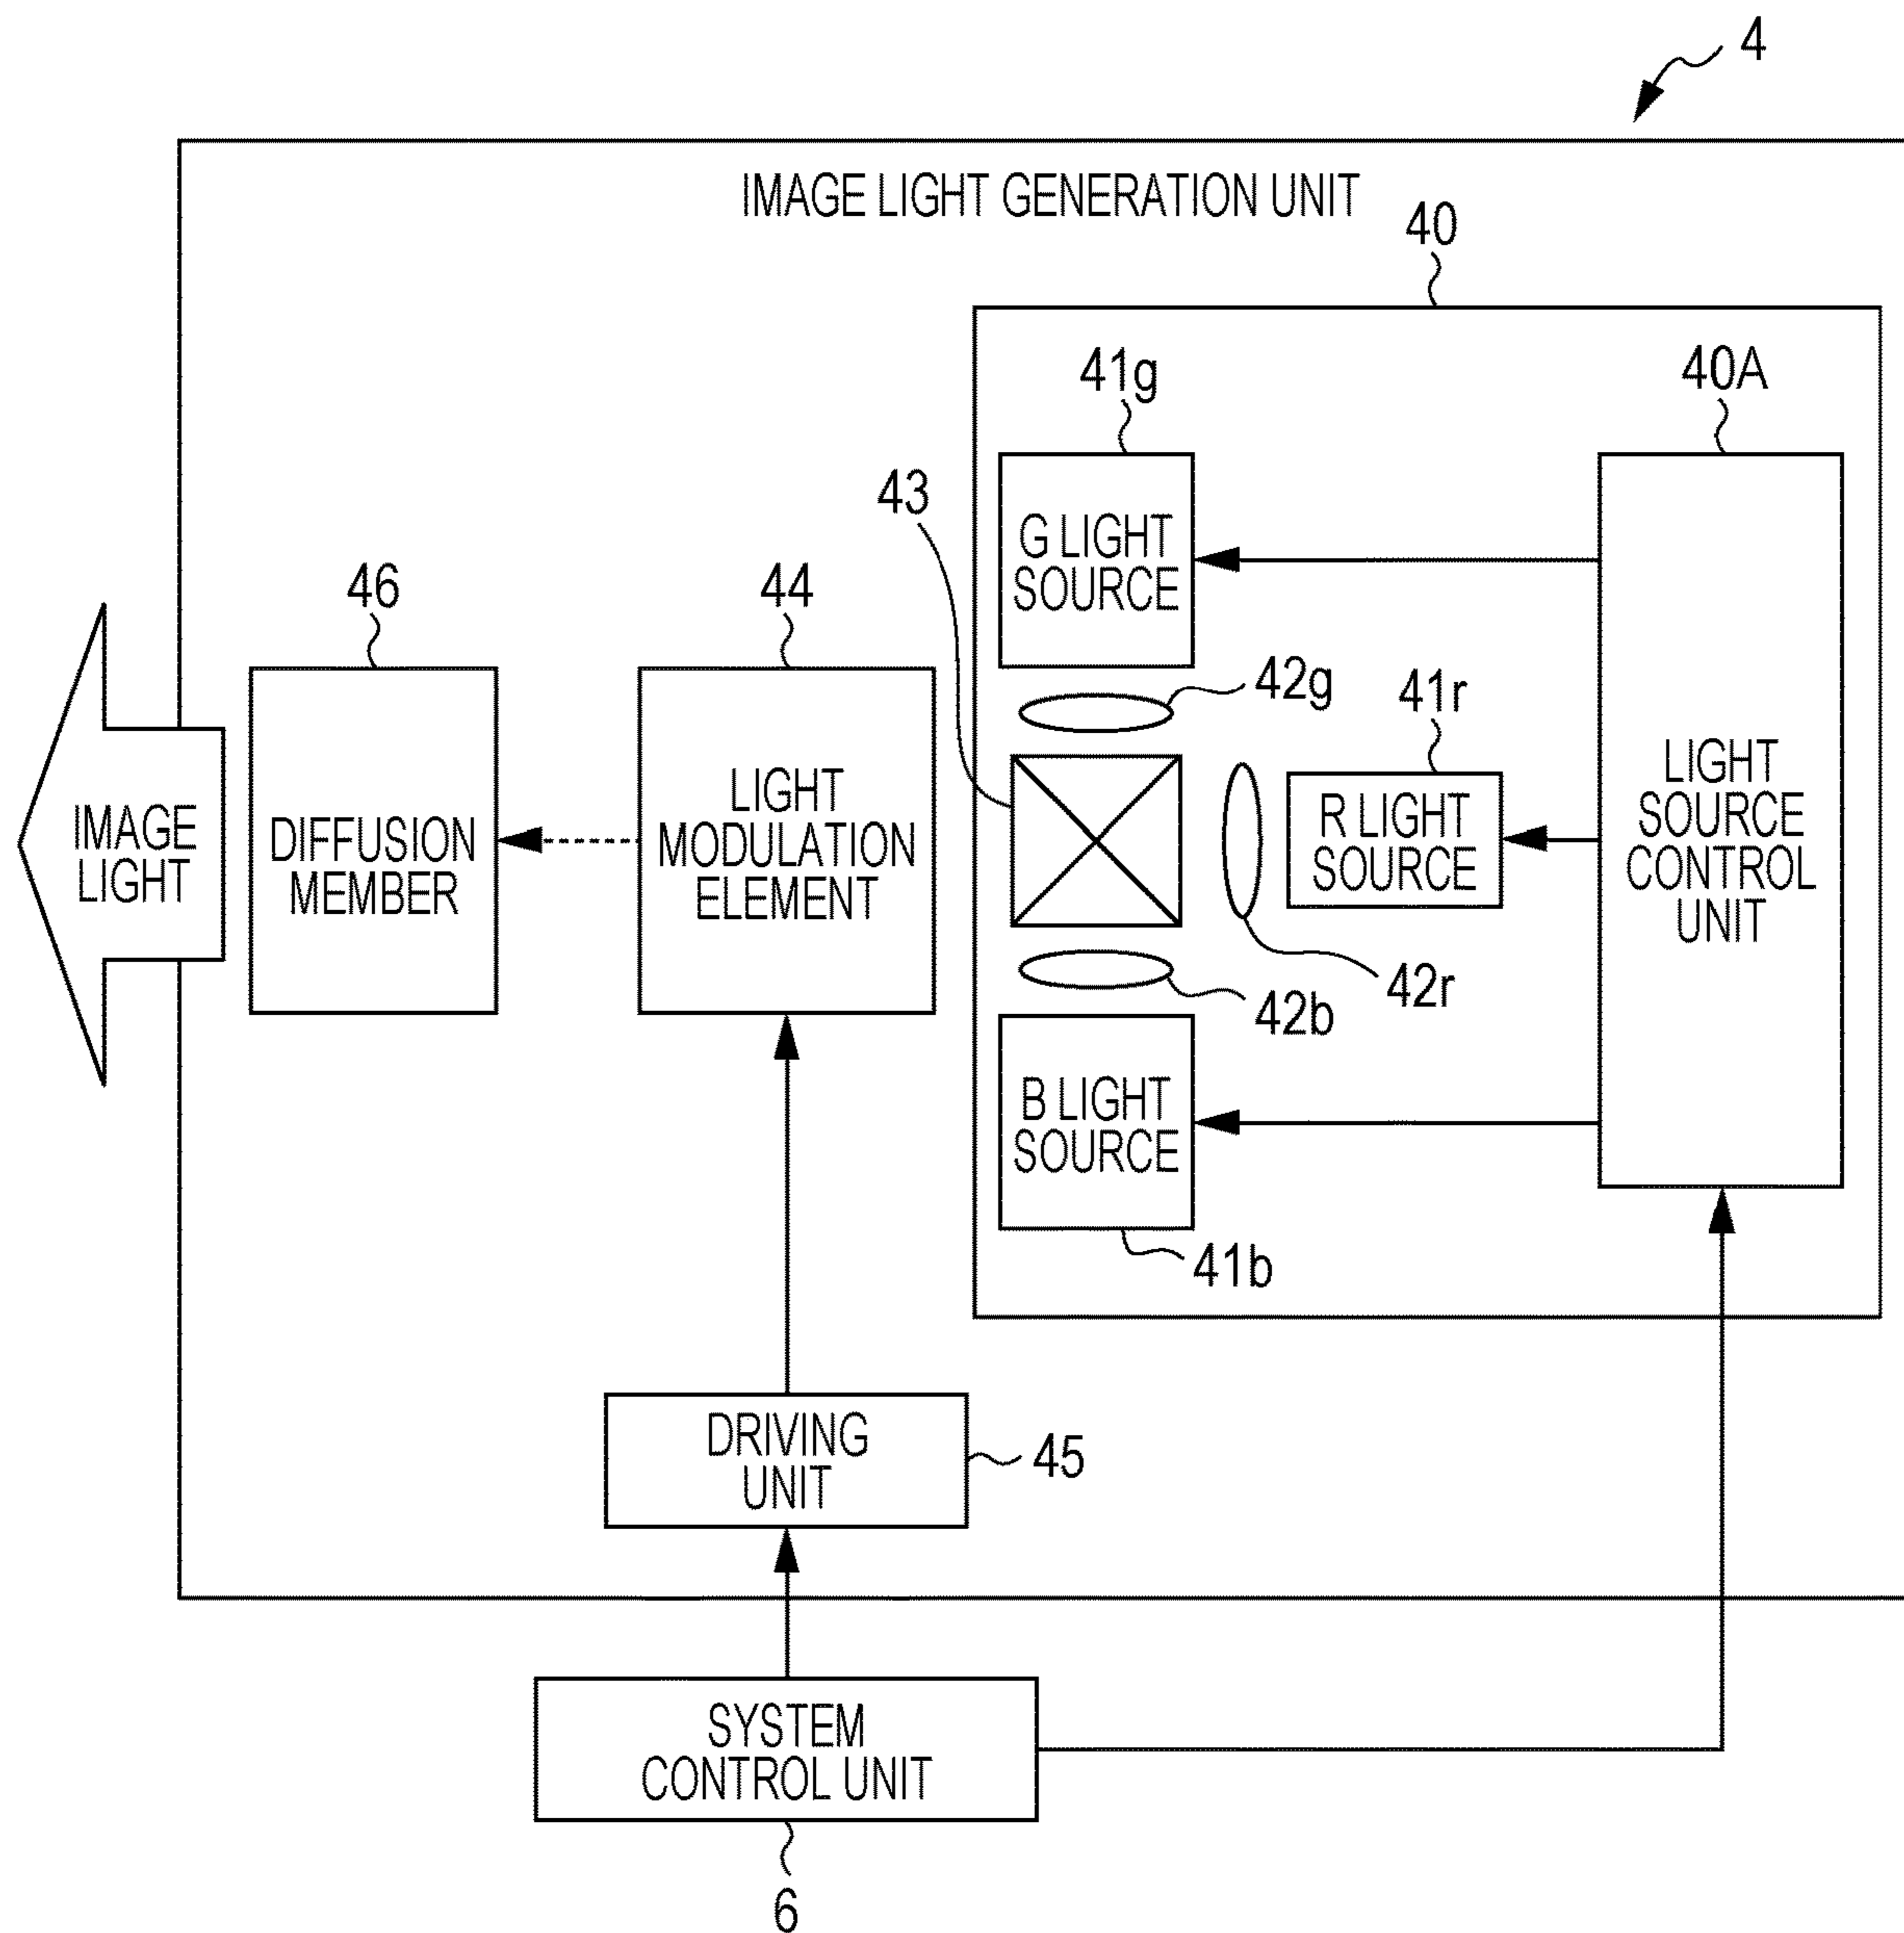 4
IMAGE LIGHT GENERATION UNIT
40
41g
40A
43
G LIGHT
SOURCE
46
44
42g
41r
LIGHT
SOURCE
CONTROL
UNIT
IMAGE
LIGHT
DIFFUSION
MEMBER
LIGHT
MODULATION
ELEMENT
R LIGHT
SOURCE
42r
42b
B LIGHT
SOURCE
41b
DRIVING
UNIT
45
SYSTEM
CONTROL UNIT
6